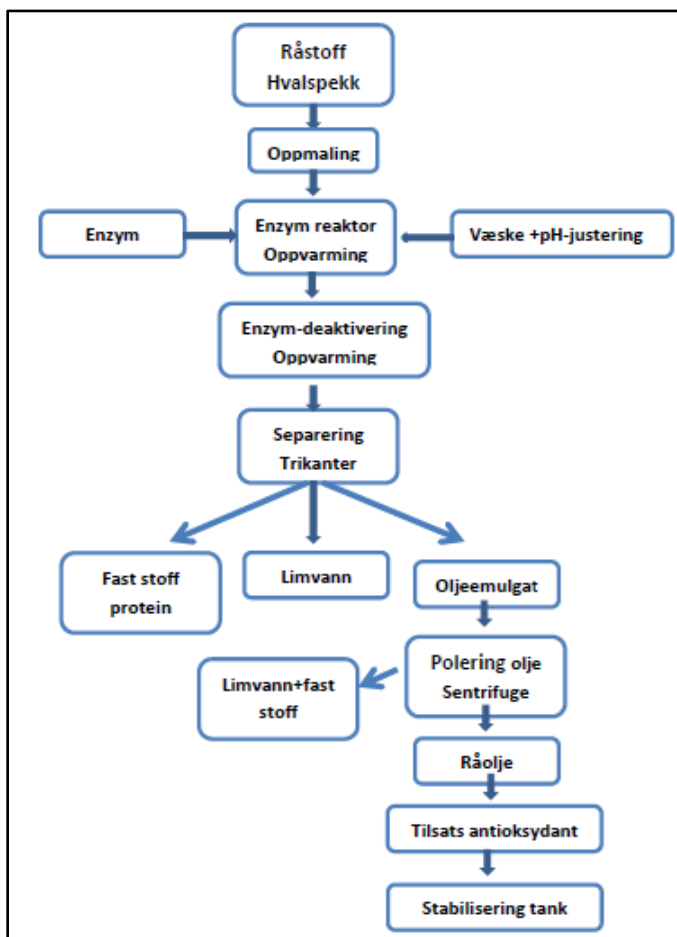 Råstoff
Hvalspekk
Oppmaling
Enzym
Enzym reaktor
Oppvarming
Væske +pH-justering
Enzym-deaktivering
Oppvarming
Separering
Trikanter
Fast stoff
protein
Limvann
Oljeemulgat
Limvann+fast
stoff
Polering olje
Sentrifuge
Råolje
Tilsats antioksydant
Stabilisering tank